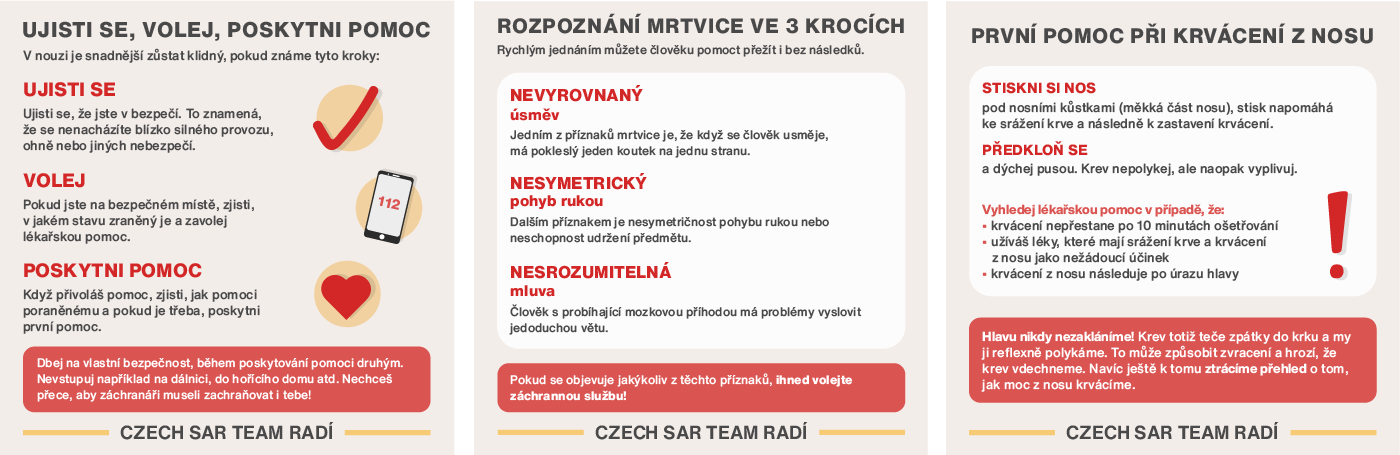 UJISTI SE, VOLEJ, POSKYTNI POMOC
V nouzi je snadnější zůstat klidný, pokud známe tyto kroky:
UJISTI SE
Ujisti se, že jste v bezpečí. To znamená,
že se nenacházíte blízko silného provozu,
ohně nebo jiných nebezpečí.
VOLEJ
Pokud jste na bezpečném místě, zjisti,
v jakém stavu zraněný je a zavolej
lékařskou pomoc.
112
POSKYTNI POMOC
Když přivoláš pomoc, zjisti, jak pomoci
poraněnému a pokud je třeba, poskytni
první pomoc.
Dbej na vlastní bezpečnost, během poskytování pomoci druhým.
Nevstupuj například na dálnici, do hořícího domu atd. Nechceš
přece, aby záchranáři museli zachraňovat i tebe!
CZECH SAR TEAM RADÍ
ROZPOZNÁNÍ MRTVICE VE 3 KROCÍCH
Rychlým jednáním můžete člověku pomoct přežít i bez následků.
NEVYROVNANÝ
úsměv
Jedním z příznaků mrtvice je, že když se člověk usměje,
má pokleslý jeden koutek na jednu stranu.
NESYMETRICKÝ
pohyb rukou
Dalším příznakem je nesymetričnost pohybu rukou nebo
neschopnost udržení předmětu.
NESROZUMITELNÁ
mluva
Člověk s probíhající mozkovou příhodou má problémy vyslovit
jedoduchou větu.
Pokud se objevuje jakýkoliv z těchto příznaků, ihned volejte
záchrannou službu!
CZECH SAR TEAM RADÍ
PRVNÍ POMOC PŘI KRVÁCENÍ Z NOSU
STISKNI SI NOS
pod nosními kůstkami (měkká část nosu), stisk napomáhá
ke srážení krve a následně k zastavení krvácení.
PŘEDKLOŇ SE
a dýchej pusou. Krev nepolykej, ale naopak vyplivuj.
Vyhledej lékařskou pomoc v případě, že:
• krvácení nepřestane po 10 minutách ošetřování
• užíváš léky, které mají srážení krve a krvácení
z nosu jako nežádoucí účinek
• krvácení z nosu následuje po úrazu hlavy
!
Hlavu nikdy nezakláníme! Krev totiž teče zpátky do krku a my
ji reflexně polykáme. To může způsobit zvracení a hrozí, že
krev vdechneme. Navíc ještě k tomu ztrácíme přehled o tom,
jak moc z nosu krvácíme.
CZECH SAR TEAM RADÍ